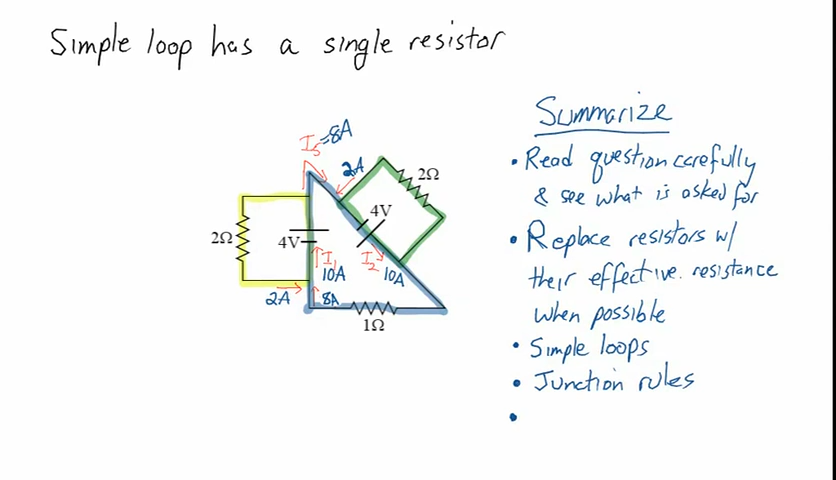 Simple loop has a single resistor
Summarize
• Read question carefully
& see what is asked for
• Replace resistors w/
their effective. resistance
when possible
• Simple loops
• Junction rules
•
I₅=8A
2A
2Ω
4V
2Ω
4V
I₁
I₂
10A
10A
2A
8A
1Ω